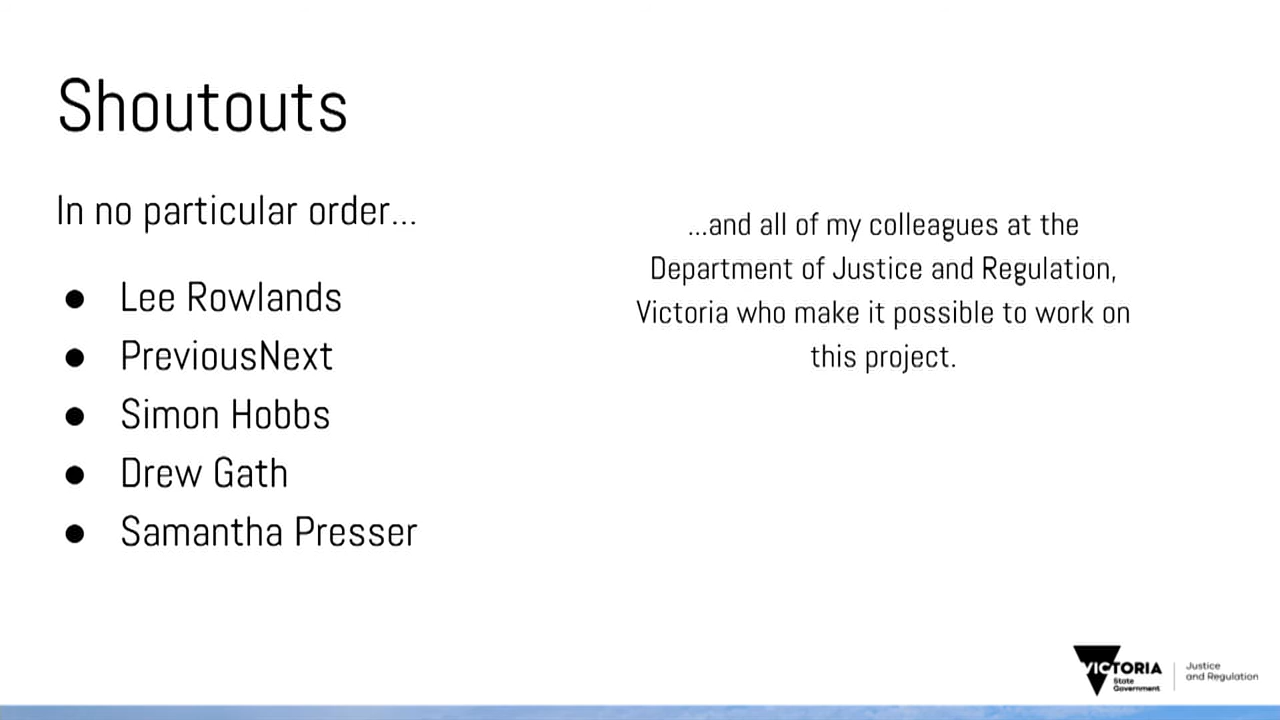 Shoutouts
In no particular order...
● Lee Rowlands
● PreviousNext
● Simon Hobbs
● Drew Gath
● Samantha Presser
...and all of my colleagues at the
Department of Justice and Regulation,
Victoria who make it possible to work on
this project.
VICTORIA
State
Government
Justice
and Regulation